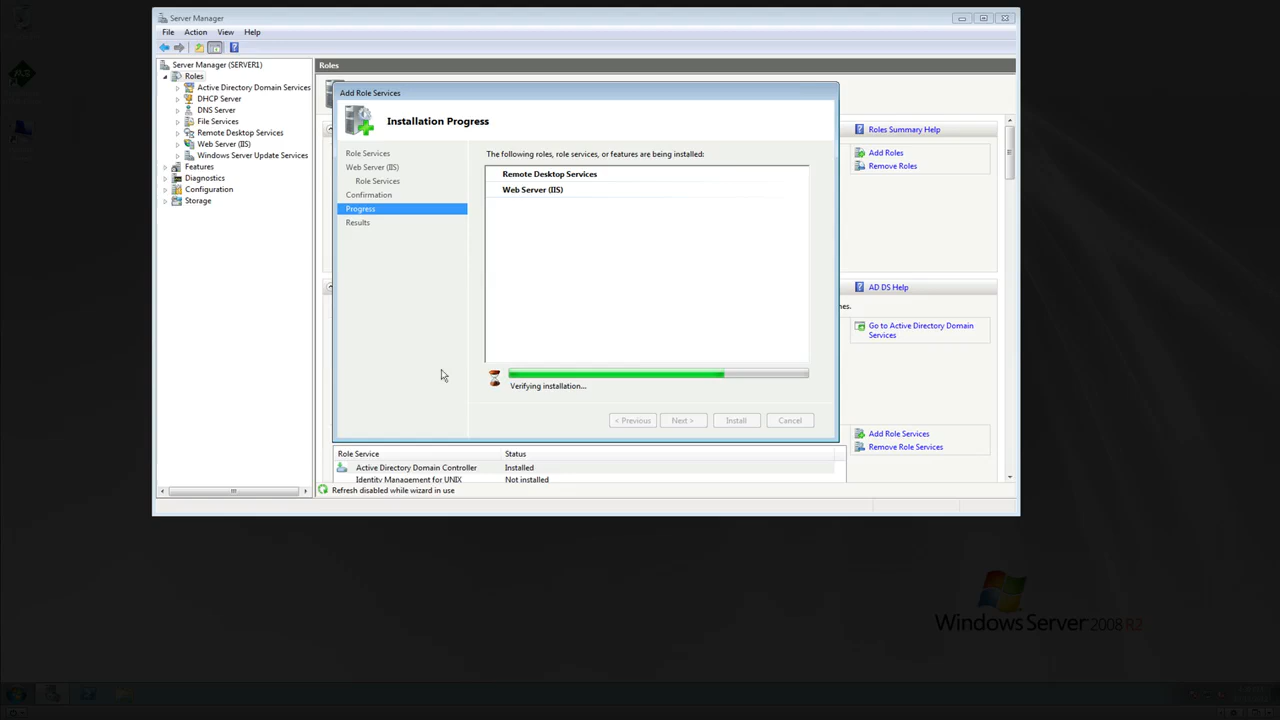 Server Manager
File Action View Help
Server Manager (SERVER1)
Roles
Active Directory Domain Services
DHCP Server
DNS Server
File Services
Remote Desktop Services
Web Server (IIS)
Windows Server Update Services
Features
Diagnostics
Configuration
Storage
Roles
Add Role Services
Installation Progress
Role Services
Web Server (IIS)
Role Services
Confirmation
Progress
Results
The following roles, role services, or features are being installed:
Remote Desktop Services
Web Server (IIS)
Verifying installation...
< Previous Next > Install Cancel
Roles Summary Help
Add Roles
Remove Roles
AD DS Help
Go to Active Directory Domain
Services
Add Role Services
Remove Role Services
Role Service Status
Active Directory Domain Controller Installed
Identity Management for UNIX Not installed
Refresh disabled while wizard in use
Windows Server 2008 R2